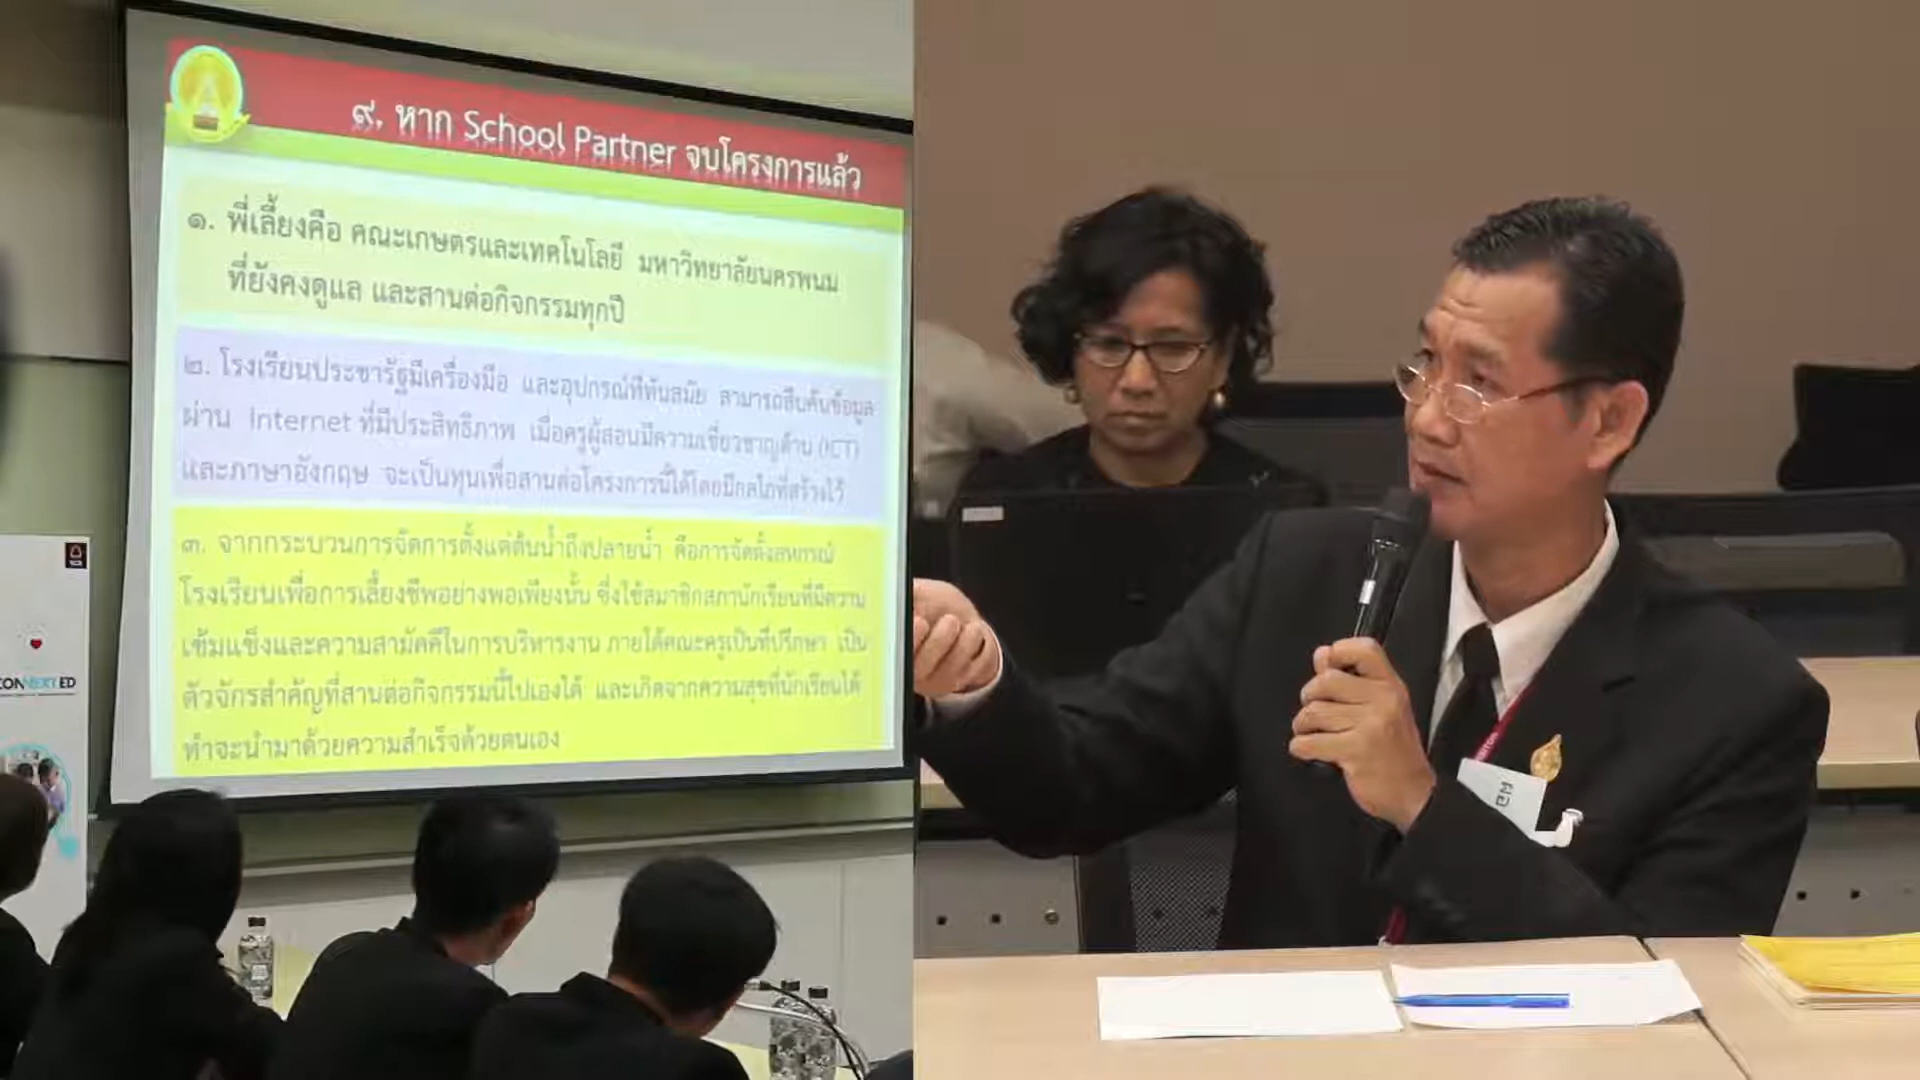 ๙. หาก School Partner จบโครงการแล้ว
๑. พี่เลี้ยงคือ คณะเกษตรและเทคโนโลยี มหาวิทยาลัยนครพนม
ที่ยังคงดูแล และสานต่อกิจกรรมทุกปี
๒. โรงเรียนประชารัฐมีเครื่องมือ และอุปกรณ์ที่ทันสมัย สามารถสืบค้นข้อมูล
ผ่าน Internet ที่มีประสิทธิภาพ เมื่อครูผู้สอนมีความเชี่ยวชาญด้าน (ICT)
และภาษาอังกฤษ จะเป็นทุนเพื่อสานต่อโครงการนี้ได้โดยมีกลไกที่สร้างไว้
๓. จากกระบวนการจัดการตั้งแต่ต้นน้ำถึงปลายน้ำ คือการจัดตั้งสหกรณ์
โรงเรียนเพื่อการเลี้ยงชีพอย่างพอเพียงนั้น ซึ่งใช้สมาชิกสภานักเรียนที่มีความ
เข้มแข็งและความสามัคคีในการบริหารงาน ภายใต้คณะครูเป็นที่ปรึกษา เป็น
ตัวจักรสำคัญที่สานต่อกิจกรรมนี้ไปเองได้ และเกิดจากความสุขที่นักเรียนได้
ทำจะนำมาด้วยความสำเร็จด้วยตนเอง
CONNEXT ED
ผอ